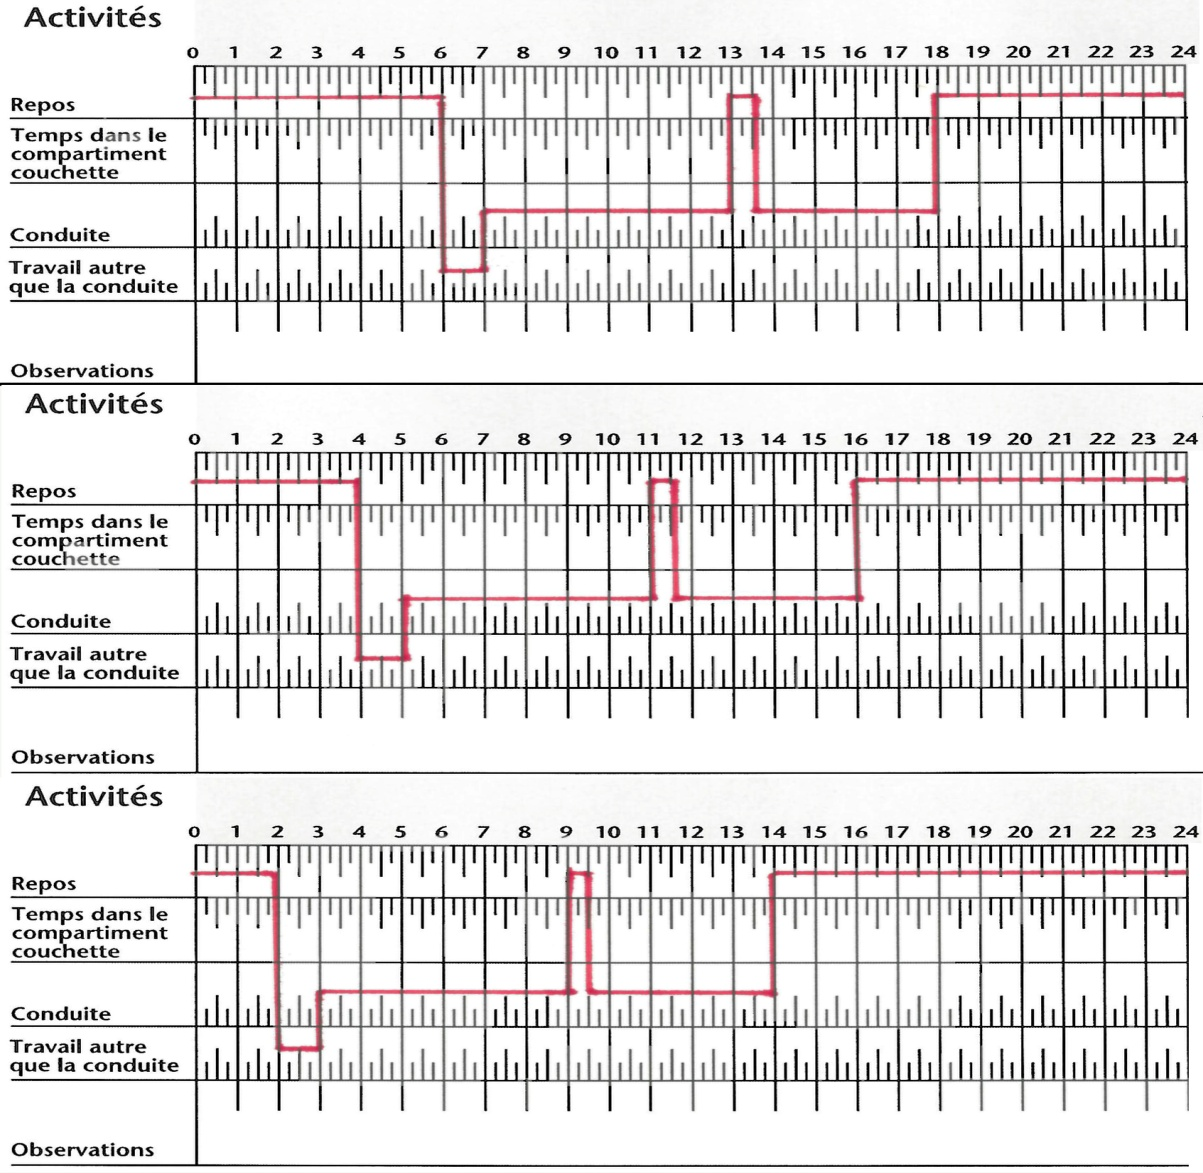 Activités
0 1 2 3 4 5 6 7 8 9 10 11 12 13 14 15 16 17 18 19 20 21 22 23 24
Repos
Temps dans le
compartiment
couchette
Conduite
Travail autre
que la conduite
Observations
Activités
0 1 2 3 4 5 6 7 8 9 10 11 12 13 14 15 16 17 18 19 20 21 22 23 24
Repos
Temps dans le
compartiment
couchette
Conduite
Travail autre
que la conduite
Observations
Activités
0 1 2 3 4 5 6 7 8 9 10 11 12 13 14 15 16 17 18 19 20 21 22 23 24
Repos
Temps dans le
compartiment
couchette
Conduite
Travail autre
que la conduite
Observations